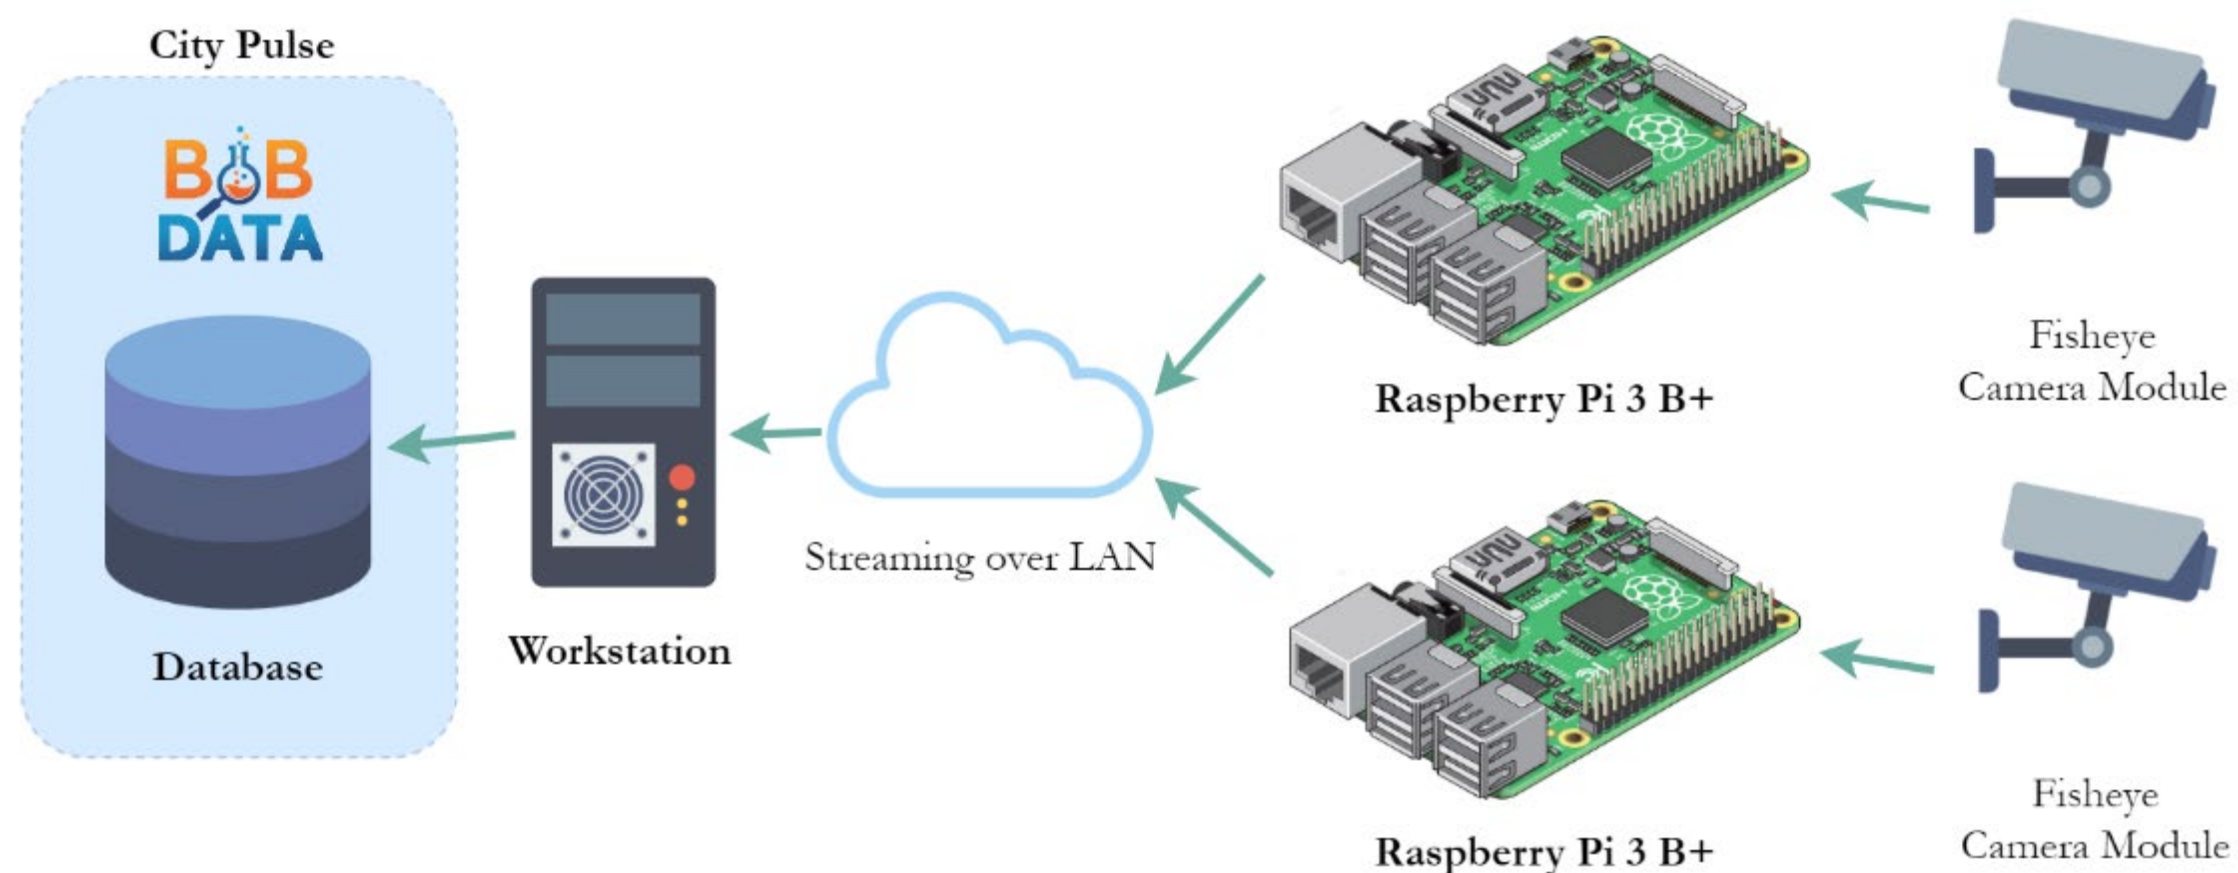 City Pulse
BOB
DATA
Database
Workstation
Streaming over LAN
Raspberry Pi 3 B+
Fisheye
Camera Module
Raspberry Pi 3 B+
Fisheye
Camera Module